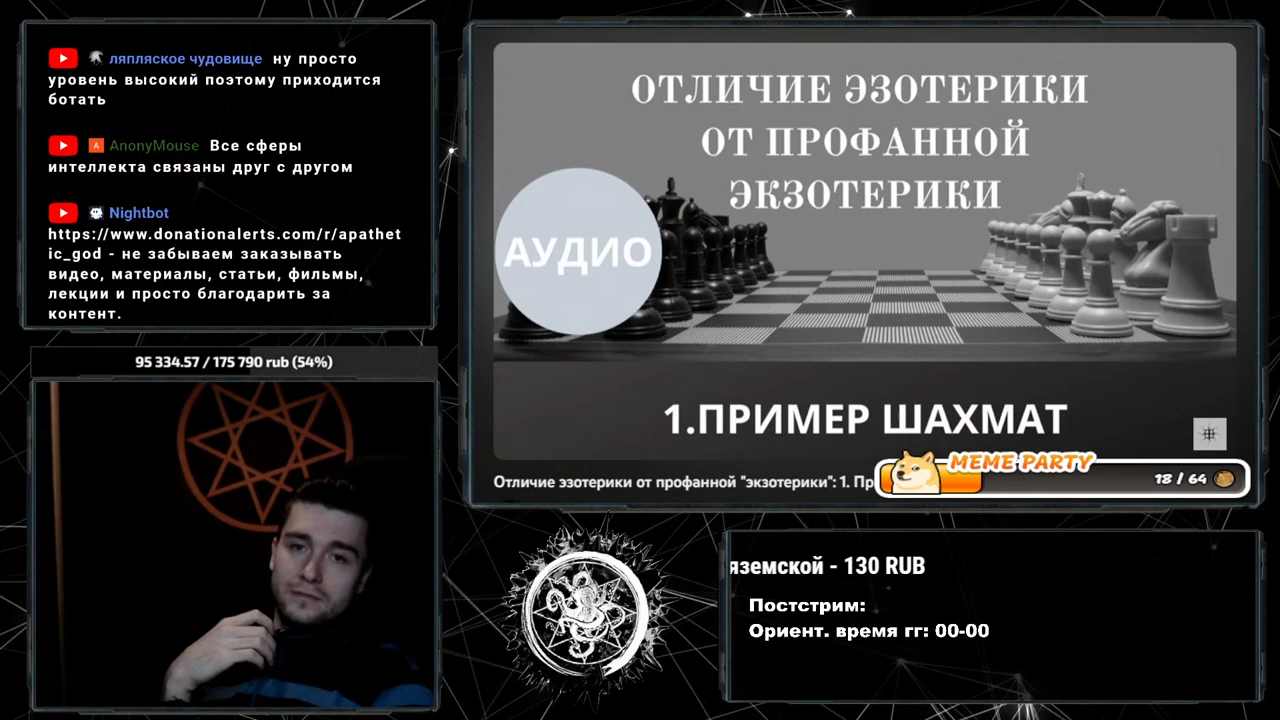 ляпляское чудовище ну просто
уровень высокий поэтому приходится
ботать
A AnonyMouse Все сферы
интеллекта связаны друг с другом
Nightbot
https://www.donationalerts.com/r/apathet
ic_god - не забываем заказывать
видео, материалы, статьи, фильмы,
лекции и просто благодарить за
контент.
95 334.57 / 175 790 rub (54%)
ОТЛИЧИЕ ЭЗОТЕРИКИ
ОТ ПРОФАННОЙ
ЭКЗОТЕРИКИ
АУДИО
1.ПРИМЕР ШАХМАТ
MEME PARTY
18 / 64
Отличие эзотерики от профанной "экзотерики": 1. Пр
яземской - 130 RUB
Постстрим:
Ориент. время гг: 00-00